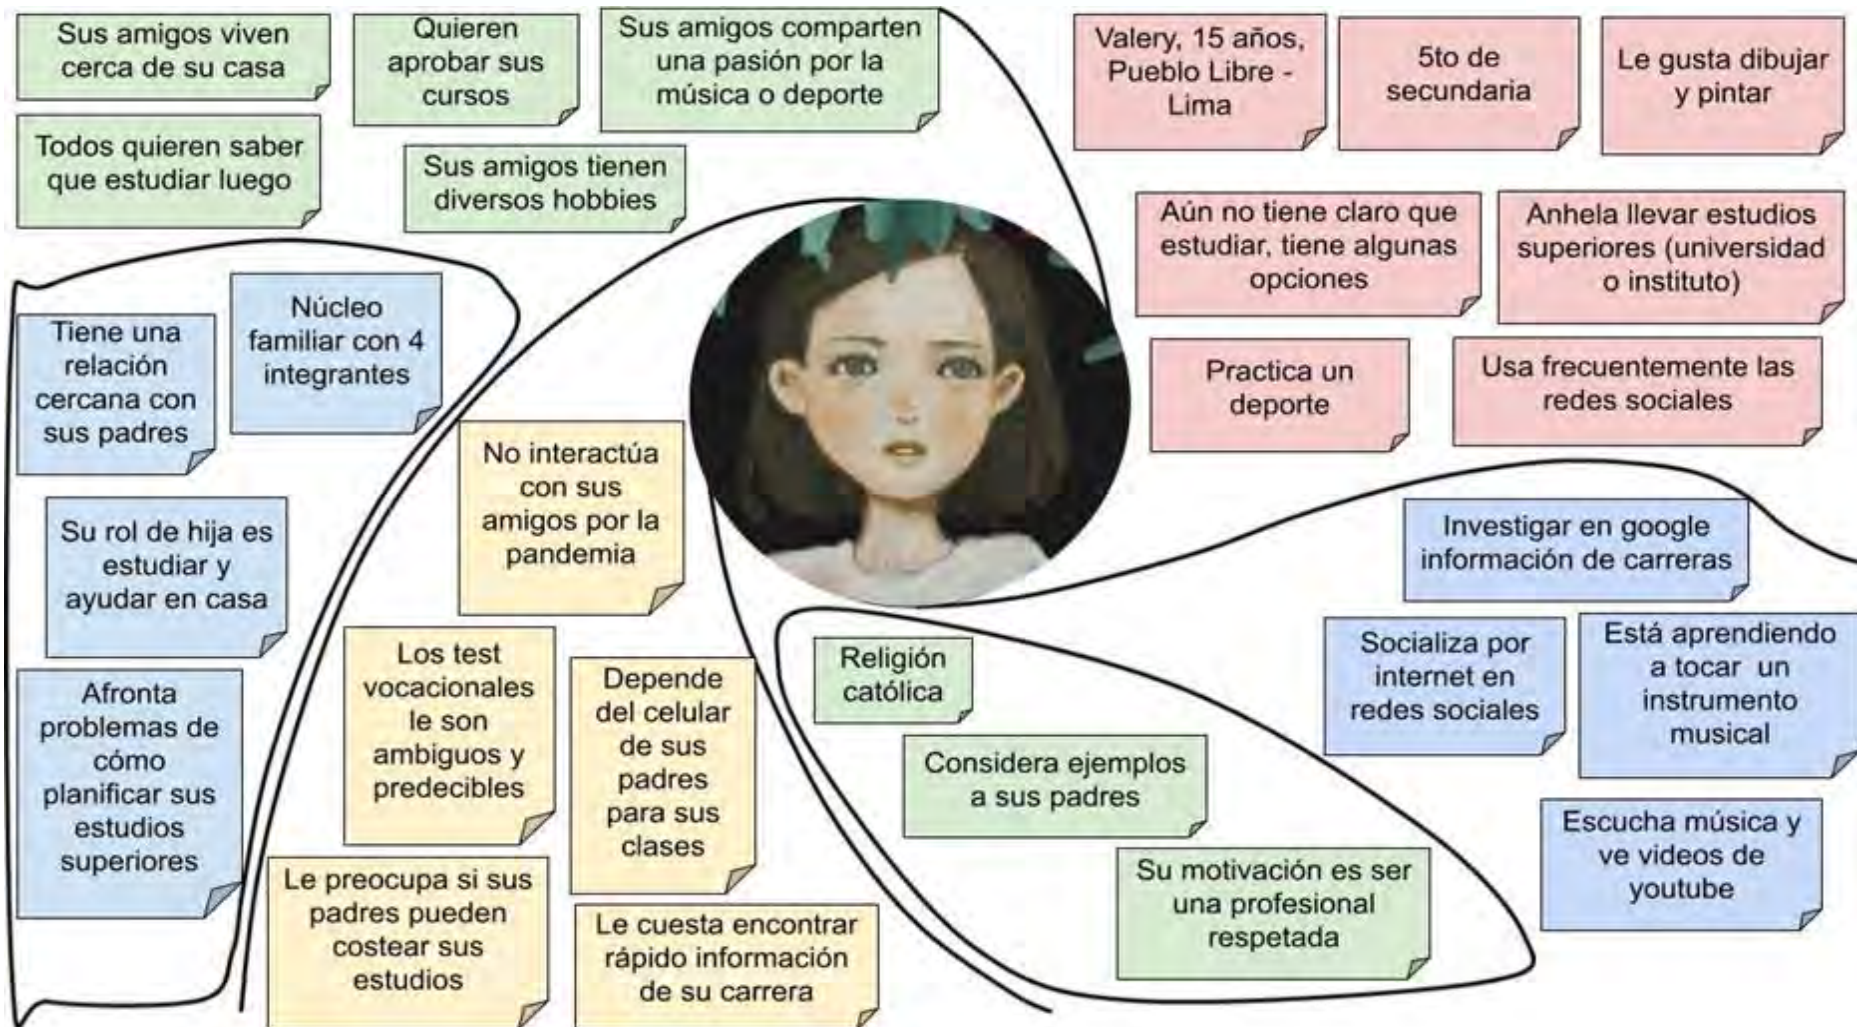 Sus amigos viven
cerca de su casa
Quieren
aprobar sus
cursos
Sus amigos comparten
una pasión por la
música o deporte
Todos quieren saber
que estudiar luego
Sus amigos tienen
diversos hobbies
Valery, 15 años,
Pueblo Libre -
Lima
5to de
secundaria
Le gusta dibujar
y pintar
Aún no tiene claro que
estudiar, tiene algunas
opciones
Anhela llevar estudios
superiores (universidad
o instituto)
Practica un
deporte
Usa frecuentemente las
redes sociales
Tiene una
relación
cercana con
sus padres
Núcleo
familiar con 4
integrantes
Su rol de hija es
estudiar y
ayudar en casa
Afronta
problemas de
cómo
planificar sus
estudios
superiores
No interactúa
con sus
amigos por la
pandemia
Los test
vocacionales
le son
ambiguos y
predecibles
Depende
del celular
de sus
padres
para sus
clases
Le preocupa si sus
padres pueden
costear sus
estudios
Le cuesta encontrar
rápido información
de su carrera
Religión
católica
Considera ejemplos
a sus padres
Su motivación es ser
una profesional
respetada
Investigar en google
información de carreras
Socializa por
internet en
redes sociales
Está aprendiendo
a tocar un
instrumento
musical
Escucha música y
ve videos de
youtube